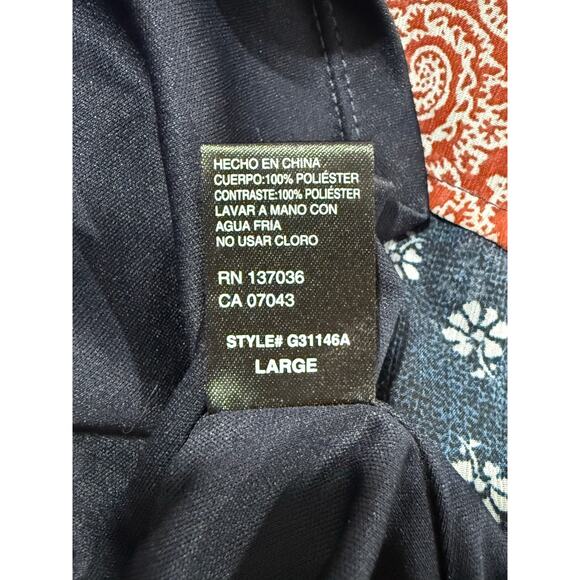 HECHO EN CHINA
CUERPO:100% POLIÉSTER
CONTRASTE:100% POLIÉSTER
LAVAR A MANO CON
AGUA FRÍA
NO USAR CLORO
RN 137036
CA 07043
STYLE# G31146A
LARGE